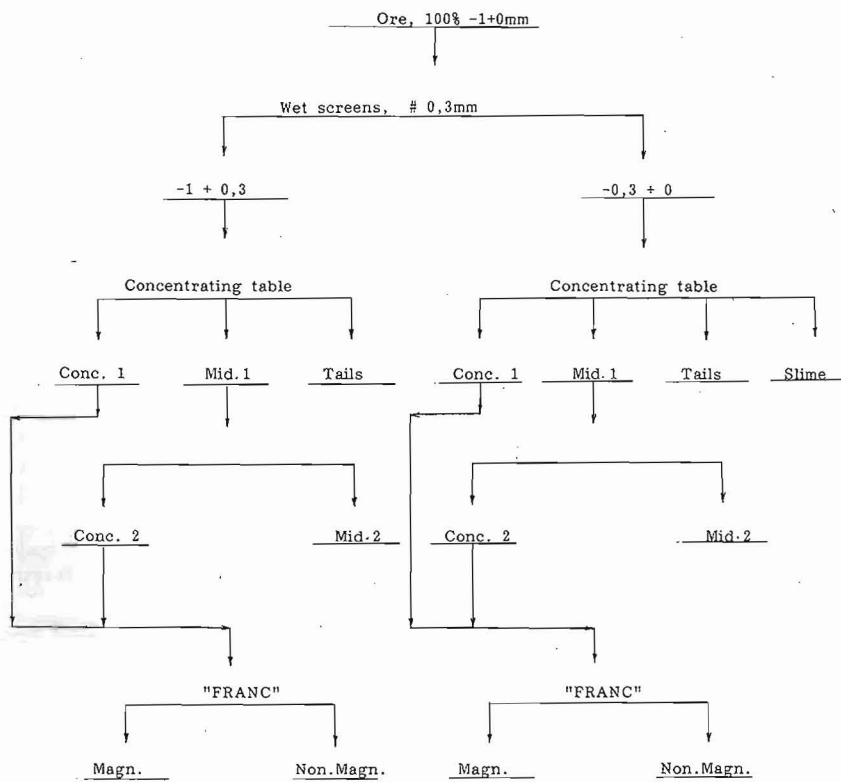 Ore, 100% -1+0mm
Wet screens, # 0,3mm
-1 + 0,3
-0,3 + 0
Concentrating table
Concentrating table
Conc. 1
Mid.1
Tails
Conc. 1
Mid. 1
Tails
Slime
Conc. 2
Mid.2
Conc. 2
Mid.2
"FRANC"
"FRANC"
Magn.
Non.Magn.
Magn.
Non.Magn.